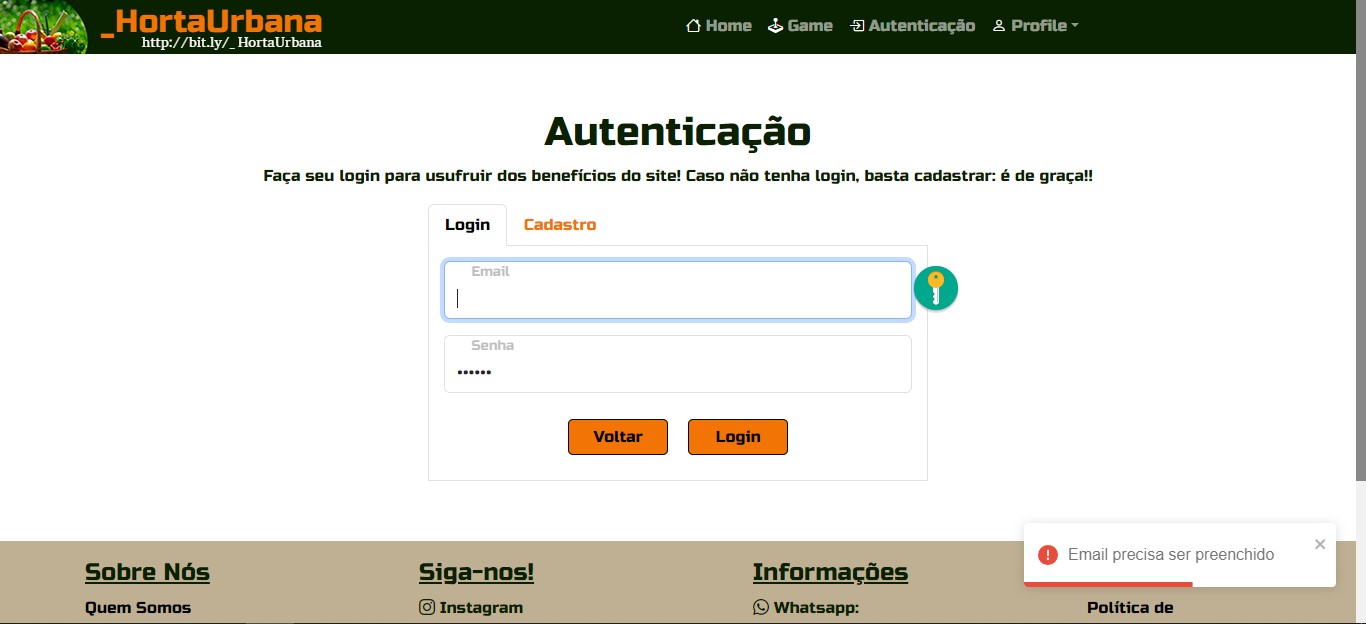 _HortaUrbana
http://bit.ly/_HortaUrbana
Home Game Autenticação Profile
Autenticação
Faça seu login para usufruir dos benefícios do site! Caso não tenha login, basta cadastrar: é de graça!!
Login Cadastro
Email
Senha
••••••
Voltar Login
Email precisa ser preenchido
Sobre Nós Siga-nos! Informações
Quem Somos Instagram Whatsapp: Política de